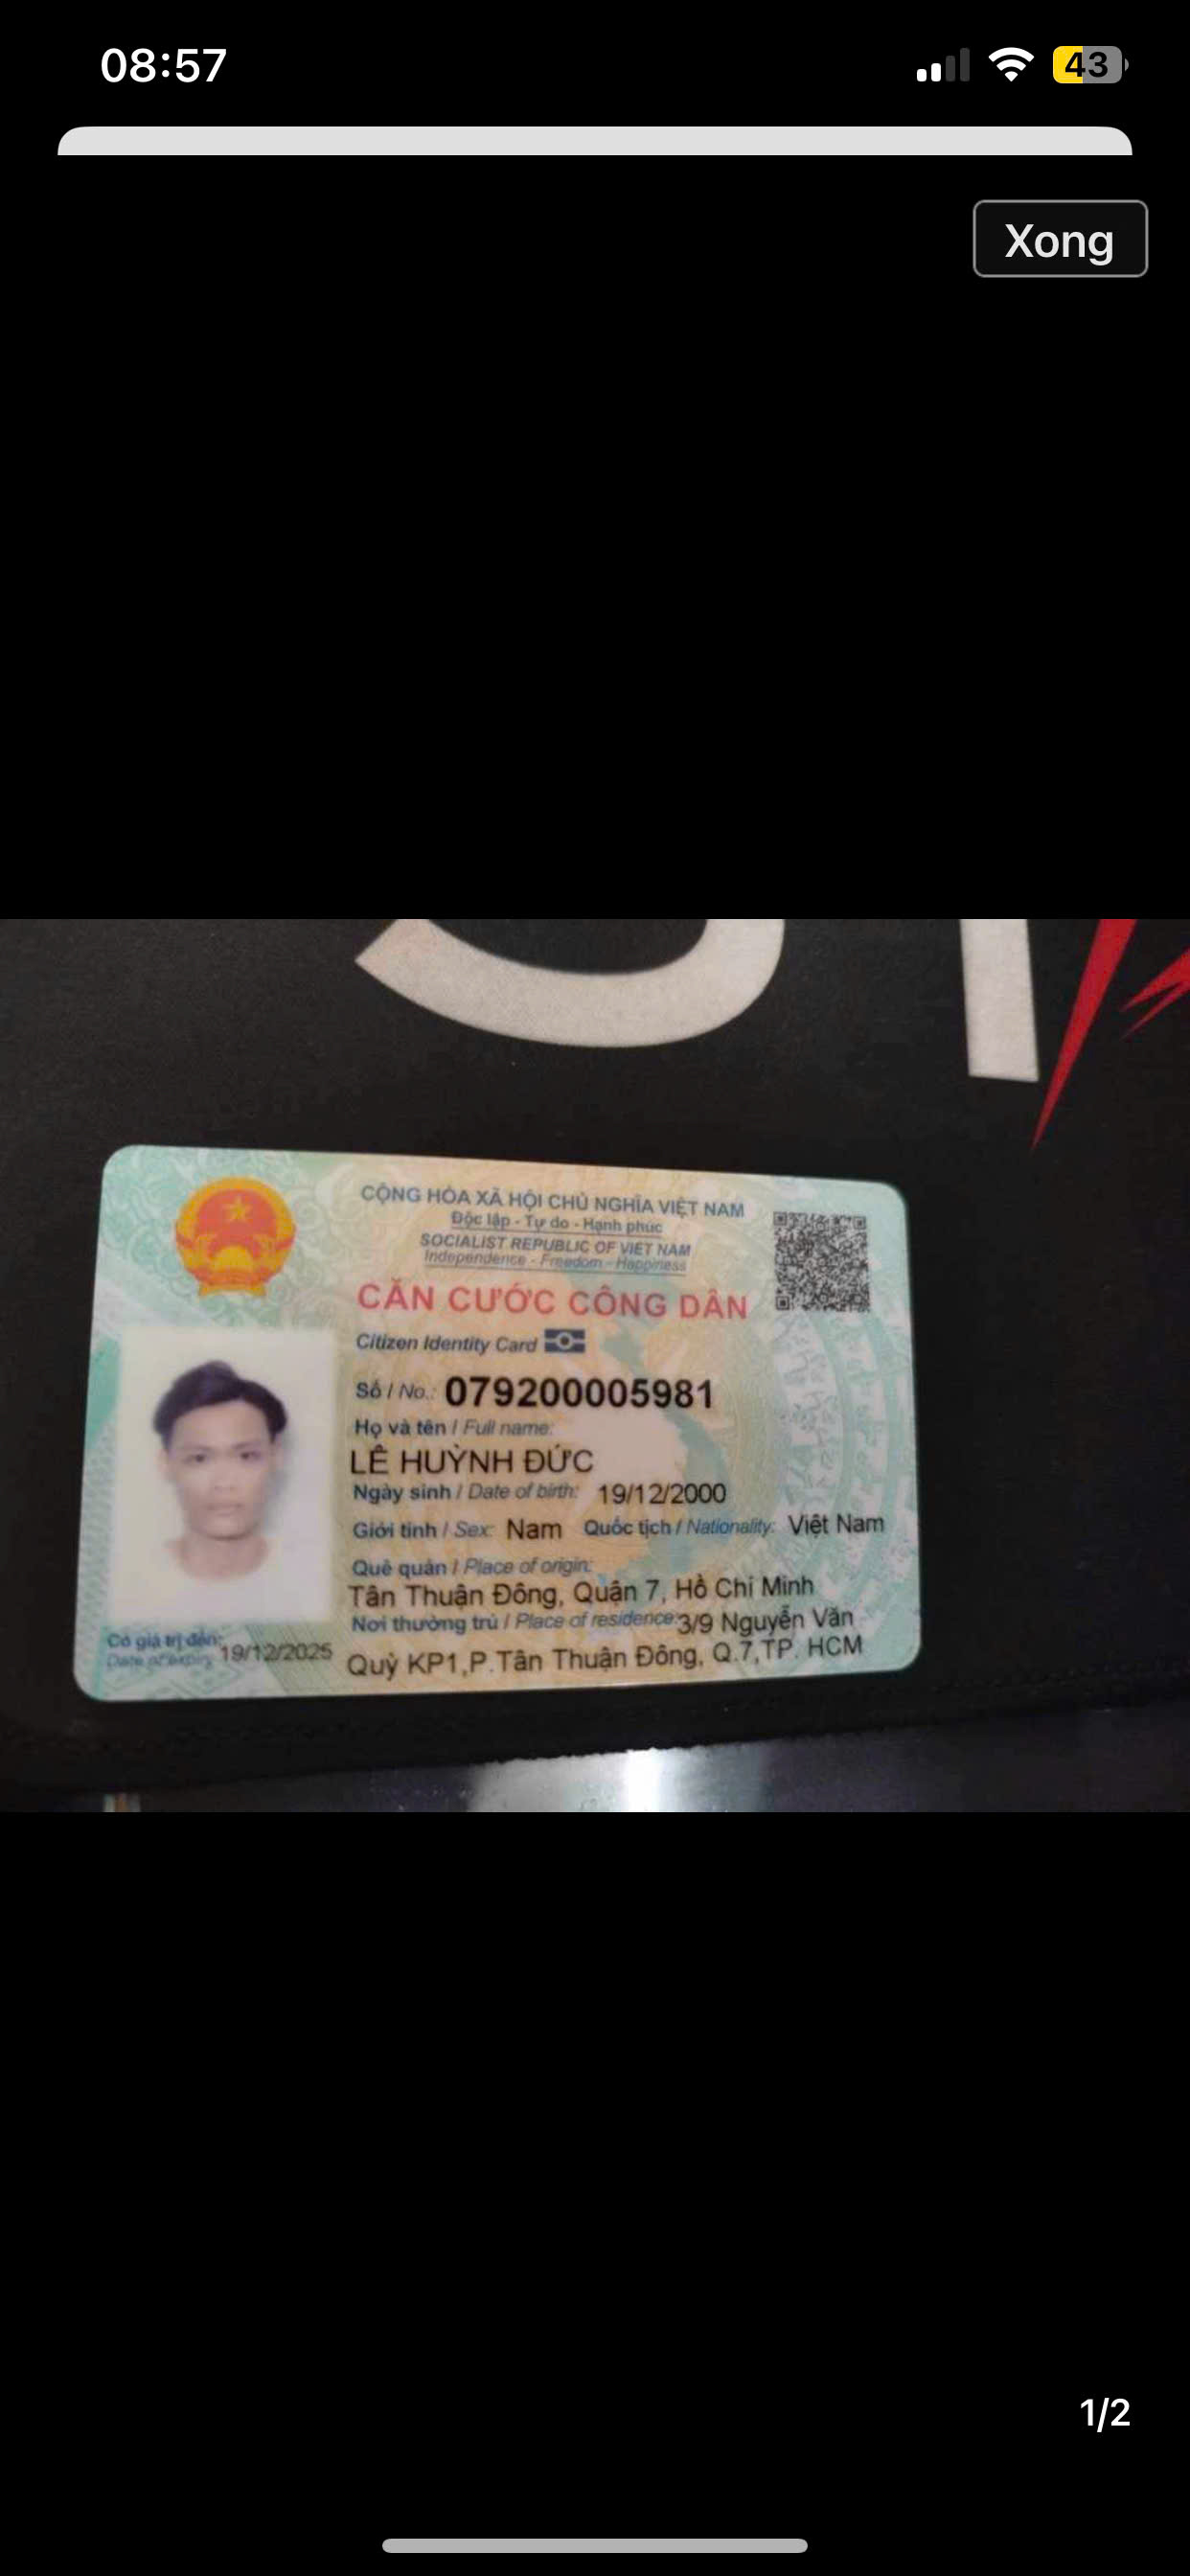 08:57
43
Xong
CỘNG HÒA XÃ HỘI CHỦ NGHĨA VIỆT NAM
Độc lập - Tự do - Hạnh phúc
SOCIALIST REPUBLIC OF VIET NAM
Independence - Freedom - Happiness
CĂN CƯỚC CÔNG DÂN
Citizen Identity Card
Số / No.: 079200005981
Họ và tên / Full name:
LÊ HUỲNH ĐỨC
Ngày sinh / Date of birth: 19/12/2000
Giới tính / Sex: Nam Quốc tịch / Nationality: Việt Nam
Quê quán / Place of origin:
Tân Thuận Đông, Quận 7, Hồ Chí Minh
Nơi thường trú / Place of residence: 3/9 Nguyễn Văn
Quỳ KP1,P.Tân Thuận Đông, Q.7,TP. HCM
Có giá trị đến: 19/12/2025
Date of expiry
1/2